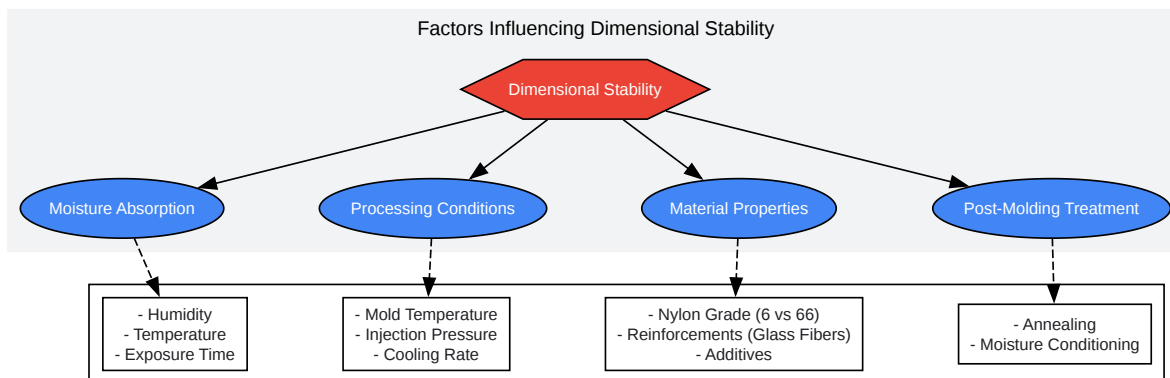 Factors Influencing Dimensional Stability
Dimensional Stability
Moisture Absorption
Processing Conditions
Material Properties
Post-Molding Treatment
- Humidity
- Temperature
- Exposure Time
- Mold Temperature
- Injection Pressure
- Cooling Rate
- Nylon Grade (6 vs 66)
- Reinforcements (Glass Fibers)
- Additives
- Annealing
- Moisture Conditioning